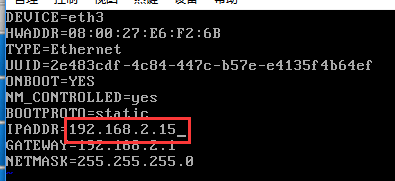 DEVICE=eth3
HWADDR=08:00:27:E6:F2:6B
TYPE=Ethernet
UUID=2e483cdf-4c84-447c-b57e-e4135f4b64ef
ONBOOT=YES
NM_CONTROLLED=yes
BOOTPROTO=static
IPADDR=192.168.2.15_
GATEWAY=192.168.2.1
NETMASK=255.255.255.0